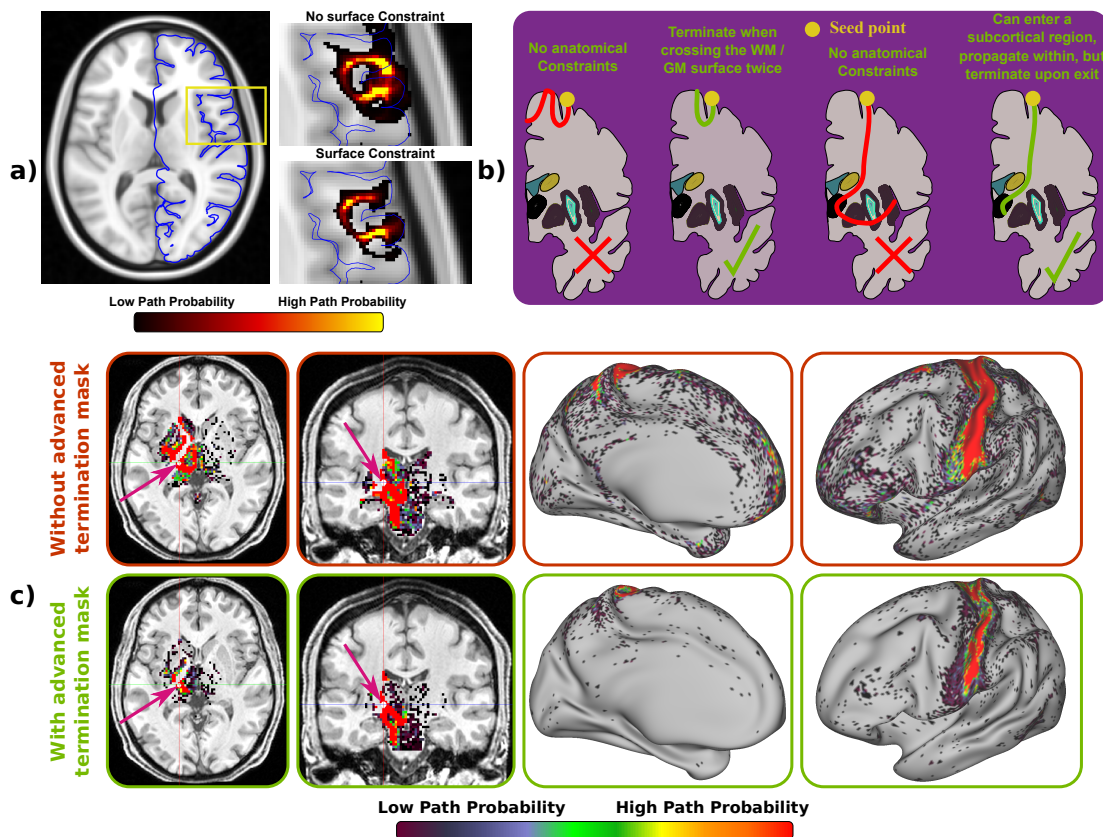 a)
No surface Constraint
Surface Constraint
Low Path Probability
High Path Probability
b)
No anatomical
Constraints
Terminate when
crossing the WM /
GM surface twice
Seed point
No anatomical
Constraints
Can enter a
subcortical region,
propagate within, but
terminate upon exit
c)
Without advanced
termination mask
With advanced
termination mask
Low Path Probability
High Path Probability